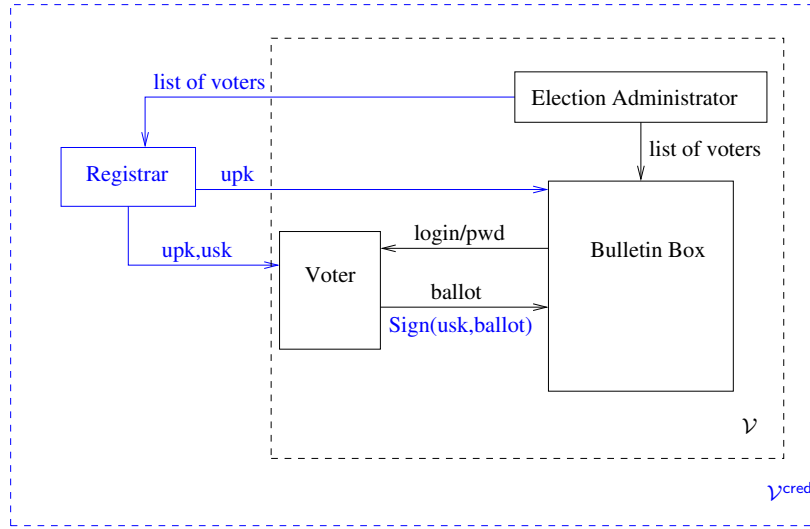 list of voters
Election Administrator
list of voters
Registrar
upk
login/pwd
Bulletin Box
upk,usk
Voter
ballot
Sign(usk,ballot)
𝒱
𝒱^cred